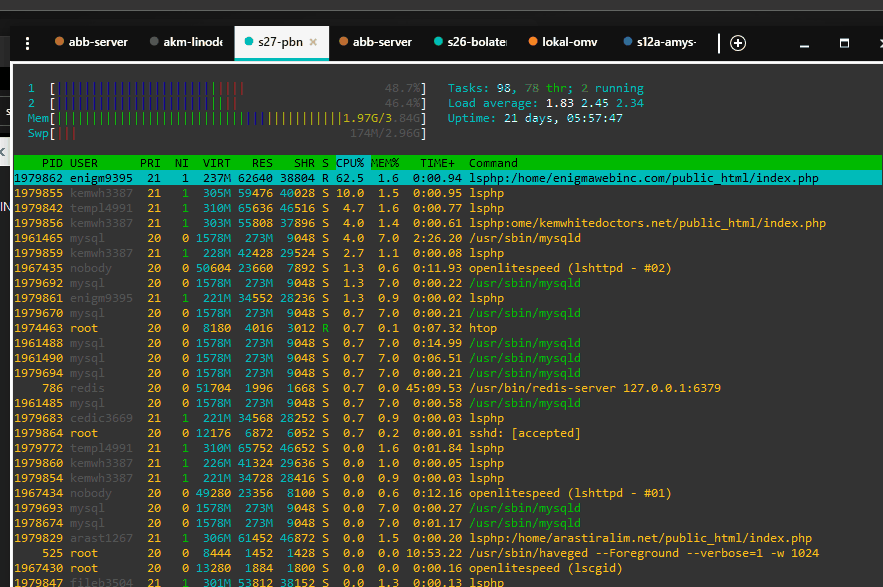 abb-server akm-linode s27-pbn × abb-server s26-bolate lokal-omv s12a-amys-
1 [|||||||||||||||||||||||||| 48.7%] Tasks: 98, 78 thr; 2 running
2 [||||||||||||||||||||||||| 46.4%] Load average: 1.83 2.45 2.34
Mem[||||||||||||||||||||||||||||||||||||1.97G/3.84G] Uptime: 21 days, 05:57:47
Swp[||| 174M/2.96G]
PID USER PRI NI VIRT RES SHR S CPU% MEM% TIME+ Command
1979862 enigm9395 21 1 237M 62640 38804 R 62.5 1.6 0:00.94 lsphp:/home/enigmawebinc.com/public_html/index.php
1979855 kemwh3387 21 1 305M 59476 40028 S 10.0 1.5 0:00.95 lsphp
1979842 templ4991 21 1 310M 65636 46516 S 4.7 1.6 0:00.77 lsphp
1979856 kemwh3387 21 1 303M 55808 37896 S 4.0 1.4 0:00.61 lsphp:ome/kemwhitedoctors.net/public_html/index.php
1961465 mysql 20 0 1578M 273M 9048 S 4.0 7.0 2:26.20 /usr/sbin/mysqld
1979859 kemwh3387 21 1 228M 42428 29524 S 2.7 1.1 0:00.08 lsphp
1967435 nobody 20 0 50604 23660 7892 S 1.3 0.6 0:11.93 openlitespeed (lshttpd - #02)
1979692 mysql 20 0 1578M 273M 9048 S 1.3 7.0 0:00.22 /usr/sbin/mysqld
1979861 enigm9395 21 1 221M 34552 28236 S 1.3 0.9 0:00.02 lsphp
1979670 mysql 20 0 1578M 273M 9048 S 0.7 7.0 0:00.21 /usr/sbin/mysqld
1974463 root 20 0 8180 4016 3012 R 0.7 0.1 0:07.32 htop
1961488 mysql 20 0 1578M 273M 9048 S 0.7 7.0 0:14.99 /usr/sbin/mysqld
1961490 mysql 20 0 1578M 273M 9048 S 0.7 7.0 0:06.51 /usr/sbin/mysqld
1979694 mysql 20 0 1578M 273M 9048 S 0.7 7.0 0:00.21 /usr/sbin/mysqld
786 redis 20 0 51704 1996 1668 S 0.7 0.0 45:09.53 /usr/bin/redis-server 127.0.0.1:6379
1961485 mysql 20 0 1578M 273M 9048 S 0.7 7.0 0:00.58 /usr/sbin/mysqld
1979683 cedic3669 21 1 221M 34568 28252 S 0.7 0.9 0:00.03 lsphp
1979864 root 20 0 12176 6872 6052 S 0.7 0.2 0:00.01 sshd: [accepted]
1979772 templ4991 21 1 310M 65752 46652 S 0.0 1.6 0:01.84 lsphp
1979860 kemwh3387 21 1 226M 41324 29636 S 0.0 1.0 0:00.05 lsphp
1979854 kemwh3387 21 1 221M 34728 28416 S 0.0 0.9 0:00.03 lsphp
1967434 nobody 20 0 49280 23356 8100 S 0.0 0.6 0:12.16 openlitespeed (lshttpd - #01)
1979693 mysql 20 0 1578M 273M 9048 S 0.0 7.0 0:00.27 /usr/sbin/mysqld
1978674 mysql 20 0 1578M 273M 9048 S 0.0 7.0 0:01.17 /usr/sbin/mysqld
1979829 arast1267 21 1 306M 61452 46872 S 0.0 1.5 0:00.20 lsphp:/home/arastiralim.net/public_html/index.php
525 root 20 0 8444 1452 1428 S 0.0 0.0 10:53.22 /usr/sbin/haveged --Foreground --verbose=1 -w 1024
1967430 root 20 0 13280 1884 1800 S 0.0 0.0 0:00.16 openlitespeed (lscgid)
1979847 fileb3504 21 1 301M 53812 38152 S 0.0 1.3 0:00.13 lsphp